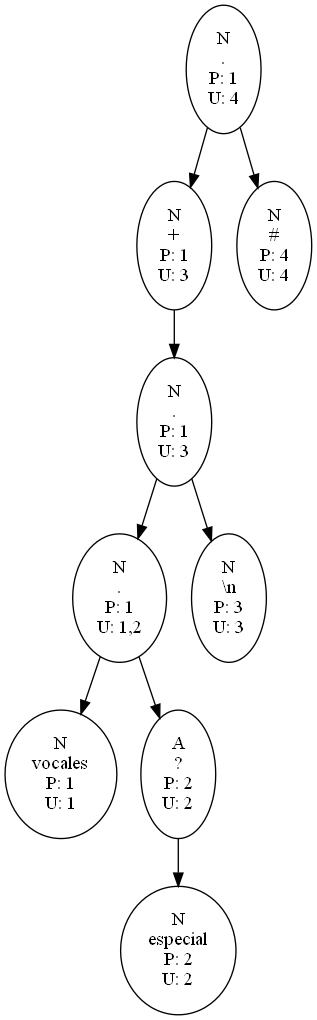 N
.
P: 1
U: 4
N
+
P: 1
U: 3
N
#
P: 4
U: 4
N
.
P: 1
U: 3
N
.
P: 1
U: 1,2
N
\n
P: 3
U: 3
N
vocales
P: 1
U: 1
A
?
P: 2
U: 2
N
especial
P: 2
U: 2